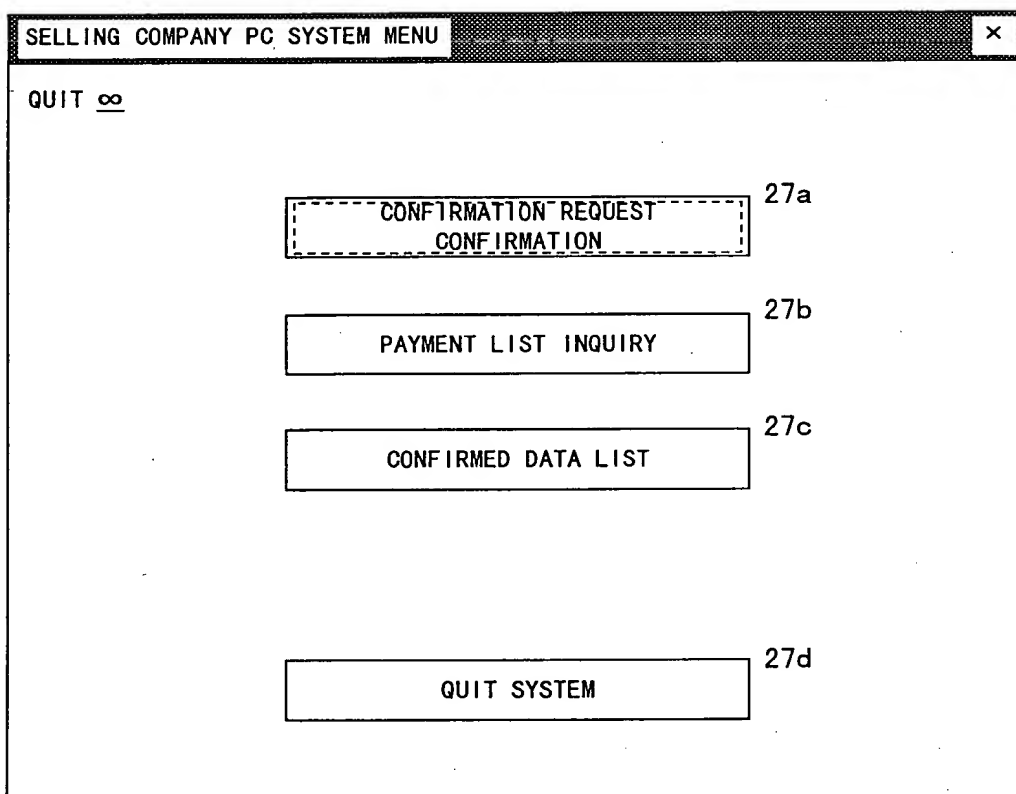 SELLING COMPANY PC SYSTEM MENU ×
QUIT ∞
27a
CONFIRMATION REQUEST
CONFIRMATION
27b
PAYMENT LIST INQUIRY
27c
CONFIRMED DATA LIST
27d
QUIT SYSTEM